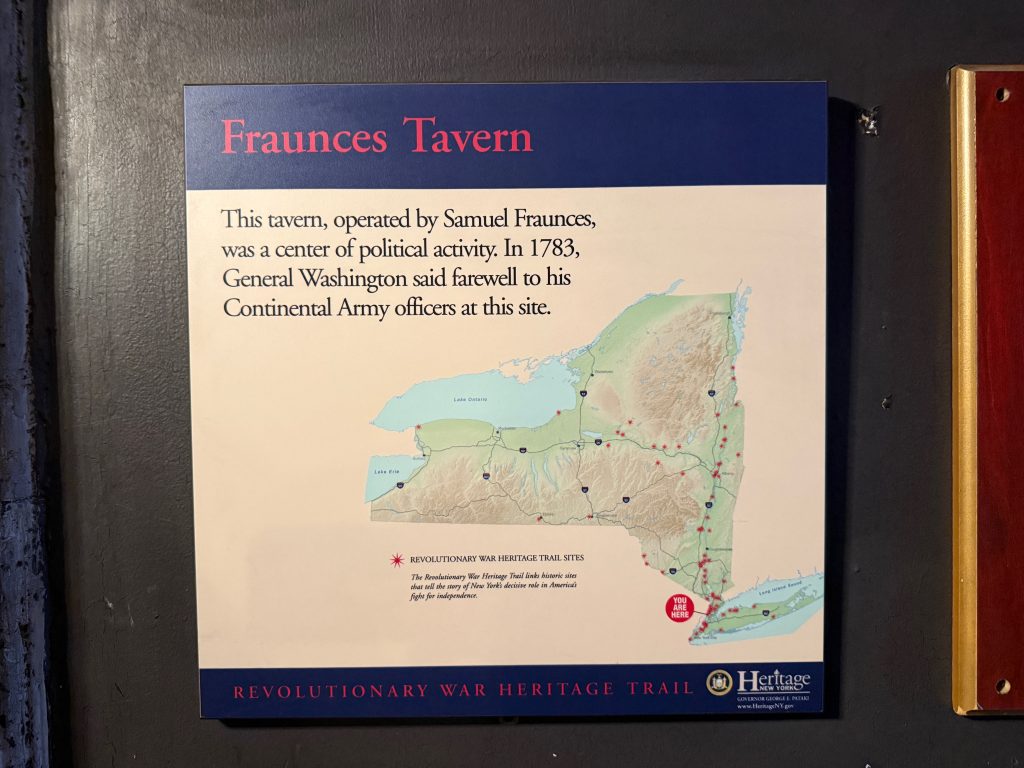 Fraunces Tavern
This tavern, operated by Samuel Fraunces,
was a center of political activity. In 1783,
General Washington said farewell to his
Continental Army officers at this site.
Lake Ontario
Lake Erie
Long Island Sound
YOU
ARE
HERE
REVOLUTIONARY WAR HERITAGE TRAIL SITES
The Revolutionary War Heritage Trail links historic sites
that tell the story of New York's decisive role in America's
fight for independence.
REVOLUTIONARY WAR HERITAGE TRAIL
Heritage
NEW YORK
GOVERNOR GEORGE E. PATAKI
www.HeritageNY.gov